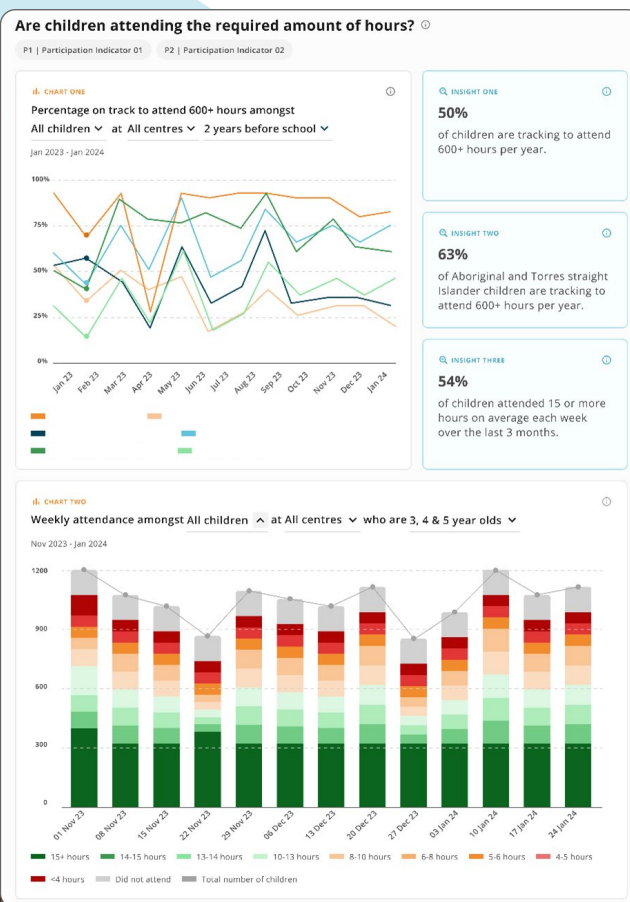 Are children attending the required amount of hours?
P1 | Participation Indicator 01 P2 | Participation Indicator 02
CHART ONE
Percentage on track to attend 600+ hours amongst
All children at All centres 2 years before school
Jan 2023 - Jan 2024
100%
75%
50%
25%
0%
Jan 23 Feb 23 Mar 23 Apr 23 May 23 Jun 23 Jul 23 Aug 23 Sep 23 Oct 23 Nov 23 Dec 23 Jan 24
INSIGHT ONE
50%
of children are tracking to attend
600+ hours per year.
INSIGHT TWO
63%
of Aboriginal and Torres straight
Islander children are tracking to
attend 600+ hours per year.
INSIGHT THREE
54%
of children attended 15 or more
hours on average each week
over the last 3 months.
CHART TWO
Weekly attendance amongst All children at All centres who are 3, 4 & 5 year olds
Nov 2023 - Jan 2024
1200
900
600
300
0
01 Nov 23 08 Nov 23 15 Nov 23 22 Nov 23 29 Nov 23 06 Dec 23 13 Dec 23 20 Dec 23 27 Dec 23 03 Jan 24 10 Jan 24 17 Jan 24 24 Jan 24
15+ hours 14-15 hours 13-14 hours 10-13 hours 8-10 hours 6-8 hours 5-6 hours 4-5 hours
<4 hours Did not attend Total number of children